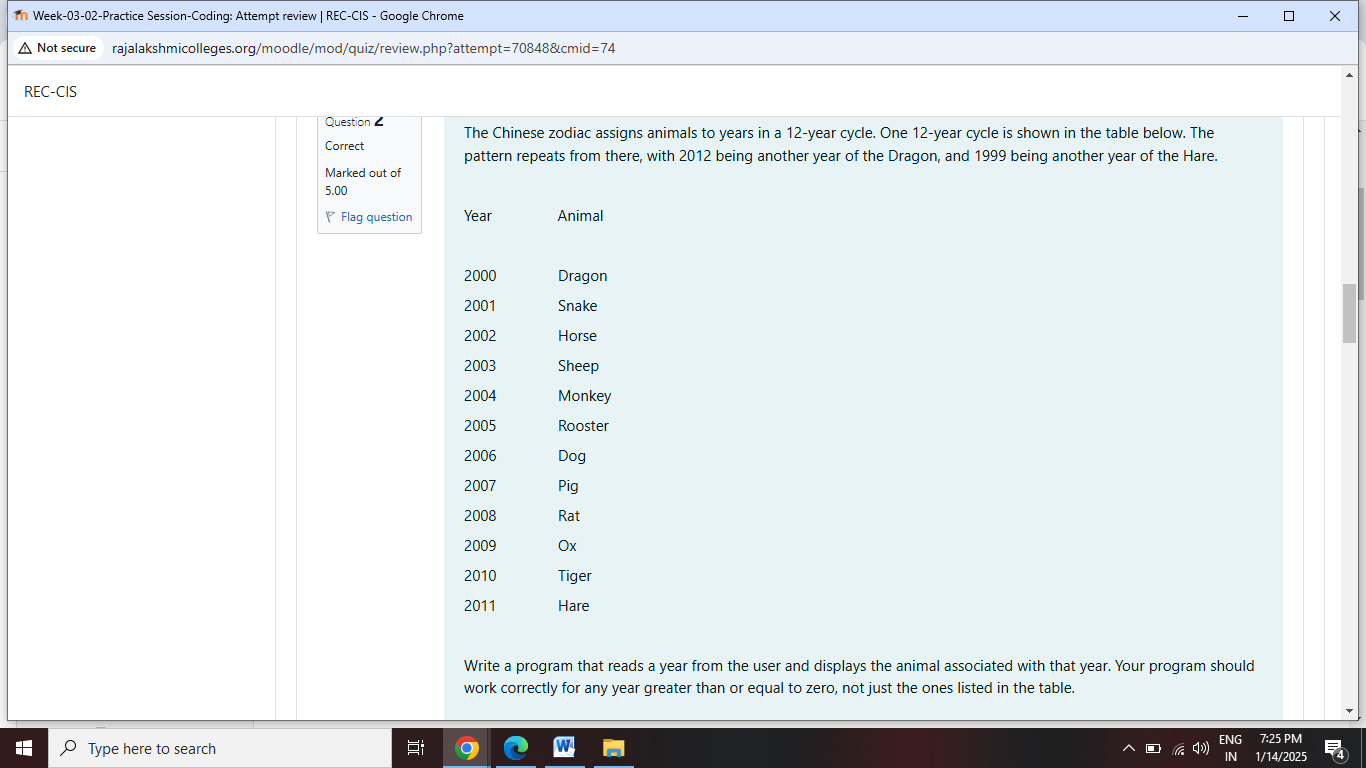 Week-03-02-Practice Session-Coding: Attempt review | REC-CIS - Google Chrome
Not secure rajalakshmicolleges.org/moodle/mod/quiz/review.php?attempt=70848&cmid=74
REC-CIS
Question 2
Correct
Marked out of
5.00
Flag question
The Chinese zodiac assigns animals to years in a 12-year cycle. One 12-year cycle is shown in the table below. The
pattern repeats from there, with 2012 being another year of the Dragon, and 1999 being another year of the Hare.
Year Animal
2000 Dragon
2001 Snake
2002 Horse
2003 Sheep
2004 Monkey
2005 Rooster
2006 Dog
2007 Pig
2008 Rat
2009 Ox
2010 Tiger
2011 Hare
Write a program that reads a year from the user and displays the animal associated with that year. Your program should
work correctly for any year greater than or equal to zero, not just the ones listed in the table.
Type here to search
ENG
IN
7:25 PM
1/14/2025
4